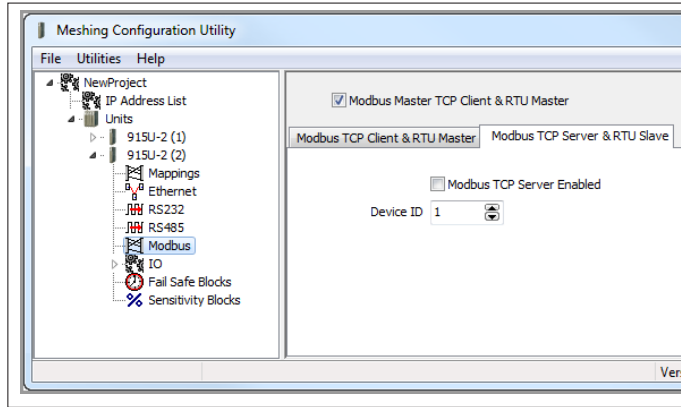 Meshing Configuration Utility
File Utilities Help
NewProject
IP Address List
Units
915U-2 (1)
915U-2 (2)
Mappings
Ethernet
RS232
RS485
Modbus
IO
Fail Safe Blocks
Sensitivity Blocks
Modbus Master TCP Client & RTU Master
Modbus TCP Client & RTU Master Modbus TCP Server & RTU Slave
Modbus TCP Server Enabled
Device ID 1
Ver